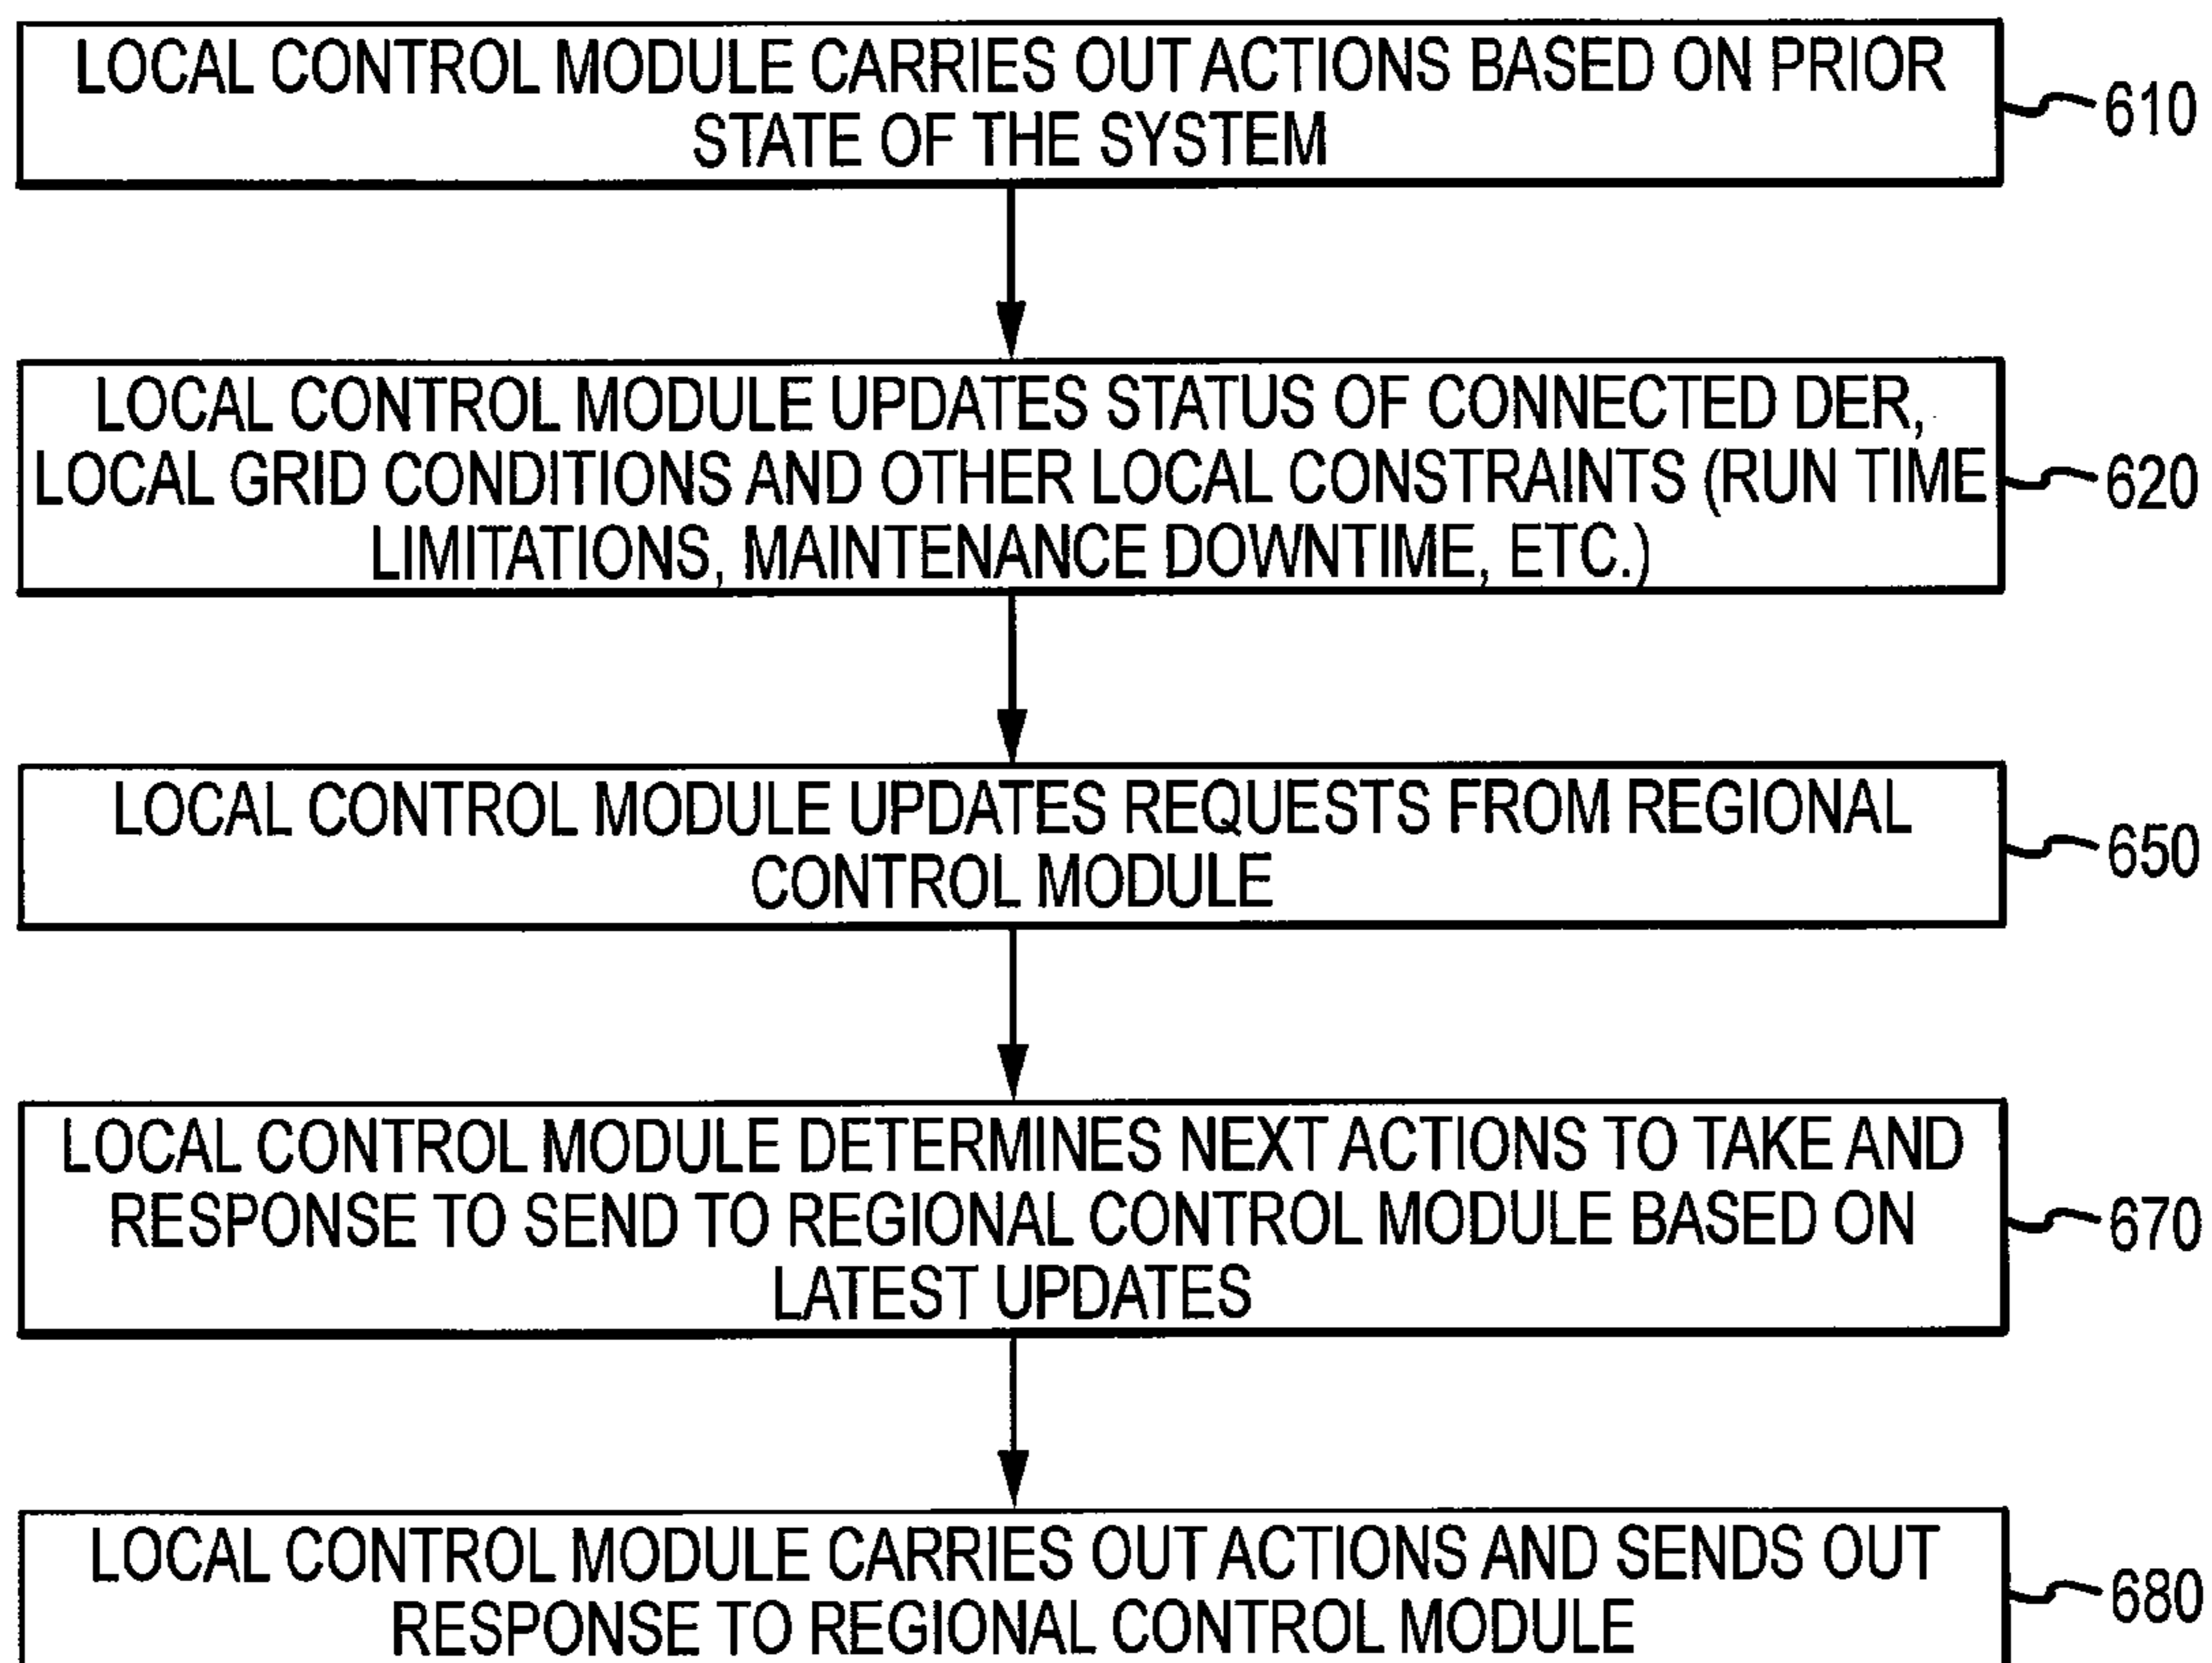 LOCAL CONTROL MODULE CARRIES OUT ACTIONS BASED ON PRIOR
STATE OF THE SYSTEM
610
LOCAL CONTROL MODULE UPDATES STATUS OF CONNECTED DER,
LOCAL GRID CONDITIONS AND OTHER LOCAL CONSTRAINTS (RUN TIME
LIMITATIONS, MAINTENANCE DOWNTIME, ETC.)
620
LOCAL CONTROL MODULE UPDATES REQUESTS FROM REGIONAL
CONTROL MODULE
650
LOCAL CONTROL MODULE DETERMINES NEXT ACTIONS TO TAKE AND
RESPONSE TO SEND TO REGIONAL CONTROL MODULE BASED ON
LATEST UPDATES
670
LOCAL CONTROL MODULE CARRIES OUT ACTIONS AND SENDS OUT
RESPONSE TO REGIONAL CONTROL MODULE
680